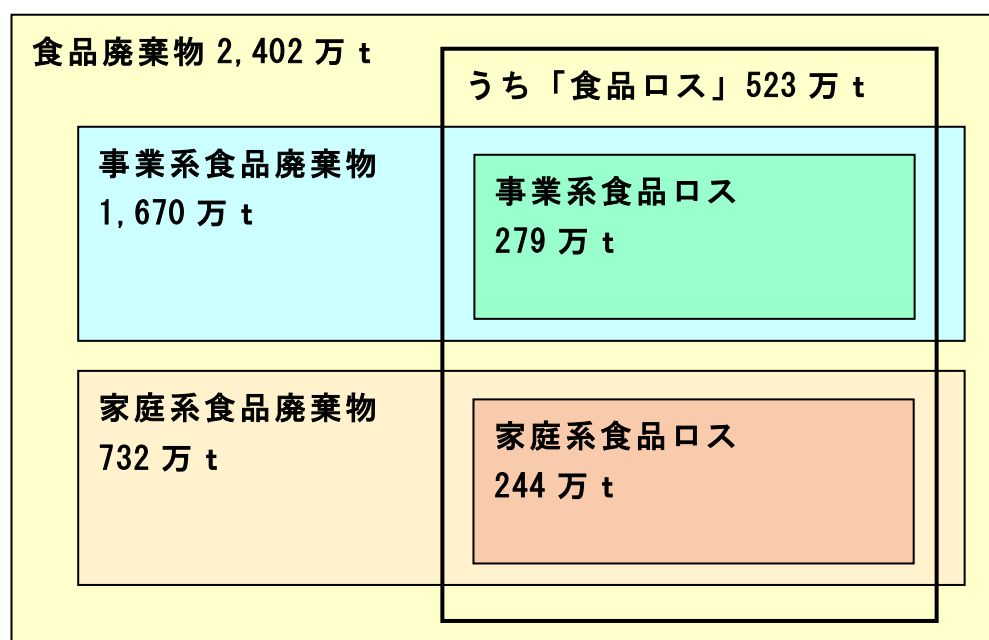 食品廃棄物 2,402 万 t
うち「食品ロス」523 万 t
事業系食品廃棄物
1,670 万 t
事業系食品ロス
279 万 t
家庭系食品廃棄物
732 万 t
家庭系食品ロス
244 万 t